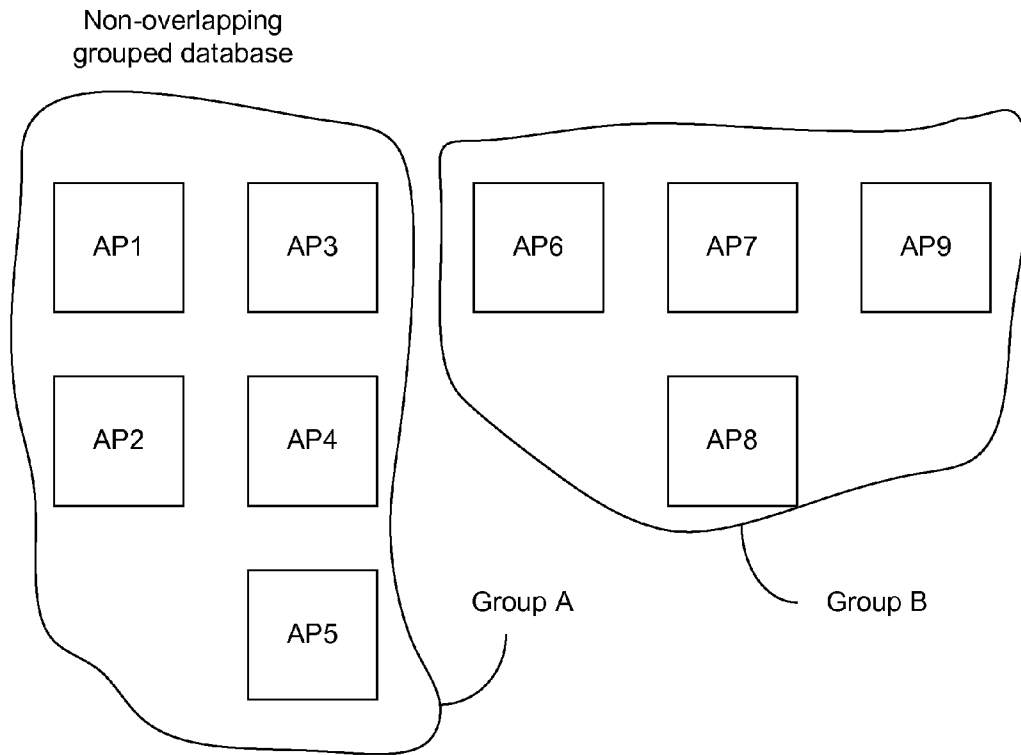 Non-overlapping
grouped database
AP1
AP3
AP6
AP7
AP9
AP2
AP4
AP8
AP5
Group A
Group B